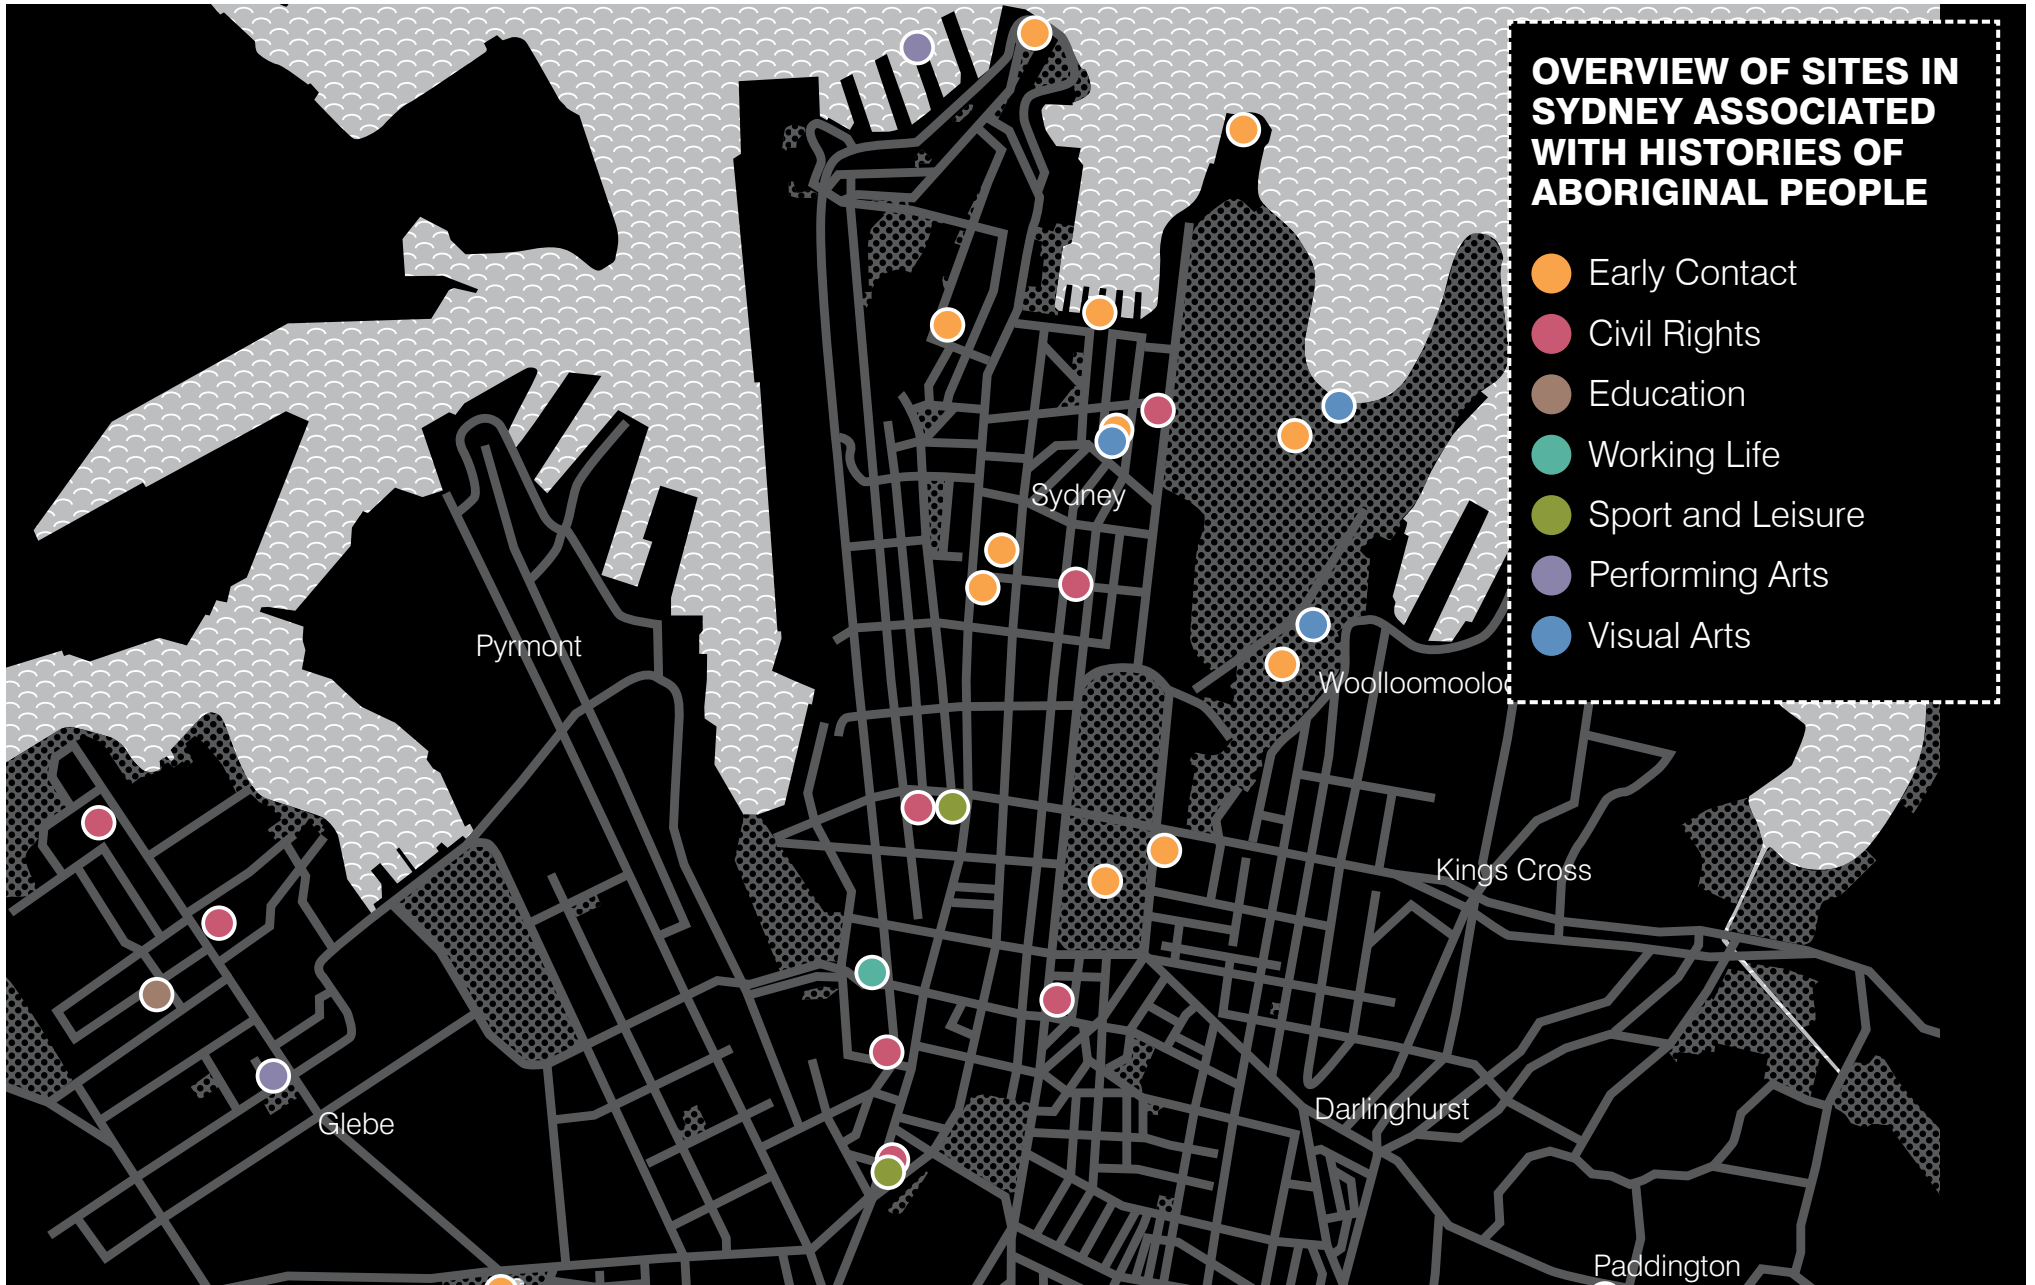 OVERVIEW OF SITES IN
SYDNEY ASSOCIATED
WITH HISTORIES OF
ABORIGINAL PEOPLE
Early Contact
Civil Rights
Education
Working Life
Sport and Leisure
Performing Arts
Visual Arts
Sydney
Pyrmont
Woolloomooloo
Kings Cross
Darlinghurst
Glebe
Paddington